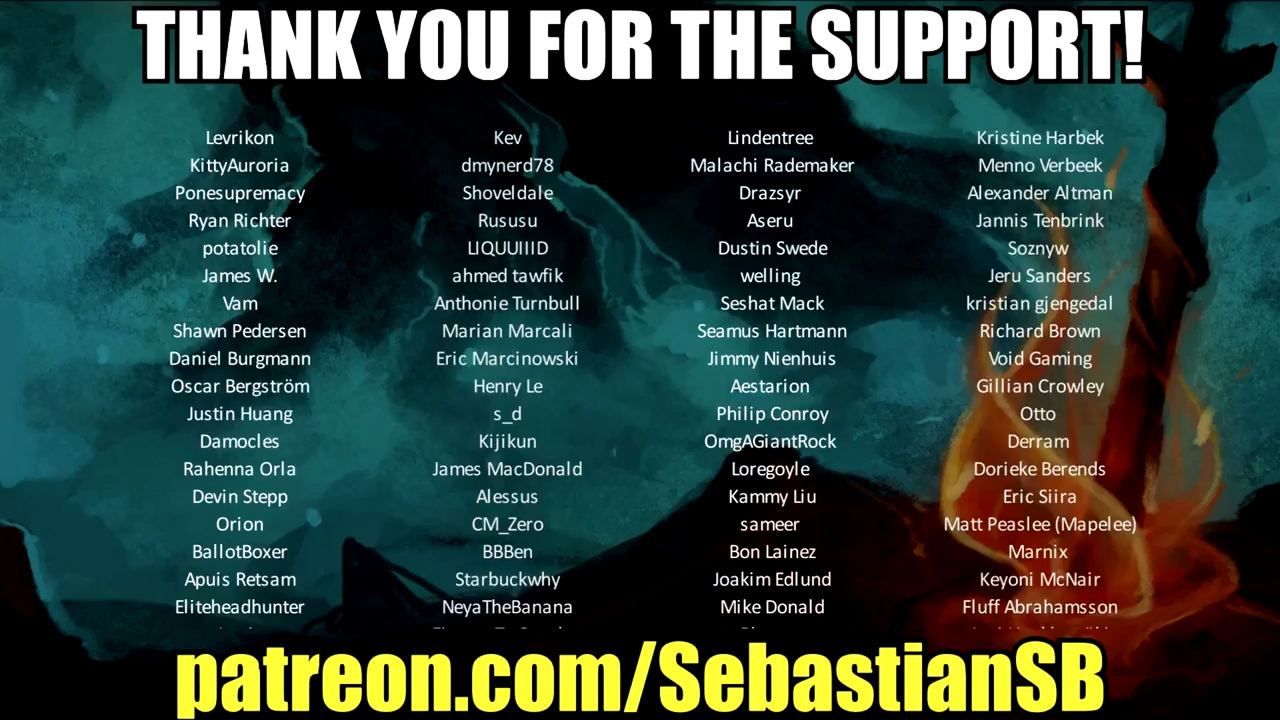 THANK YOU FOR THE SUPPORT!
Levrikon
KittyAuroria
Ponesupremacy
Ryan Richter
potatolie
James W.
Vam
Shawn Pedersen
Daniel Burgmann
Oscar Bergström
Justin Huang
Damocles
Rahenna Orla
Devin Stepp
Orion
BallotBoxer
Apuis Retsam
Eliteheadhunter
Kev
dmynerd78
Shoveldale
Rususu
LIQUUIIID
ahmed tawfik
Anthonie Turnbull
Marian Marcali
Eric Marcinowski
Henry Le
s_d
Kijikun
James MacDonald
Alessus
CM_Zero
BBBen
Starbuckwhy
NeyaTheBanana
Lindentree
Malachi Rademaker
Drazsyr
Aseru
Dustin Swede
welling
Seshat Mack
Seamus Hartmann
Jimmy Nienhuis
Aestarion
Philip Conroy
OmgAGiantRock
Loregoyle
Kammy Liu
sameer
Bon Lainez
Joakim Edlund
Mike Donald
Kristine Harbek
Menno Verbeek
Alexander Altman
Jannis Tenbrink
Soznyw
Jeru Sanders
kristian gjengedal
Richard Brown
Void Gaming
Gillian Crowley
Otto
Derram
Dorieke Berends
Eric Siira
Matt Peaslee (Mapelee)
Marnix
Keyoni McNair
Fluff Abrahamsson
patreon.com/SebastianSB